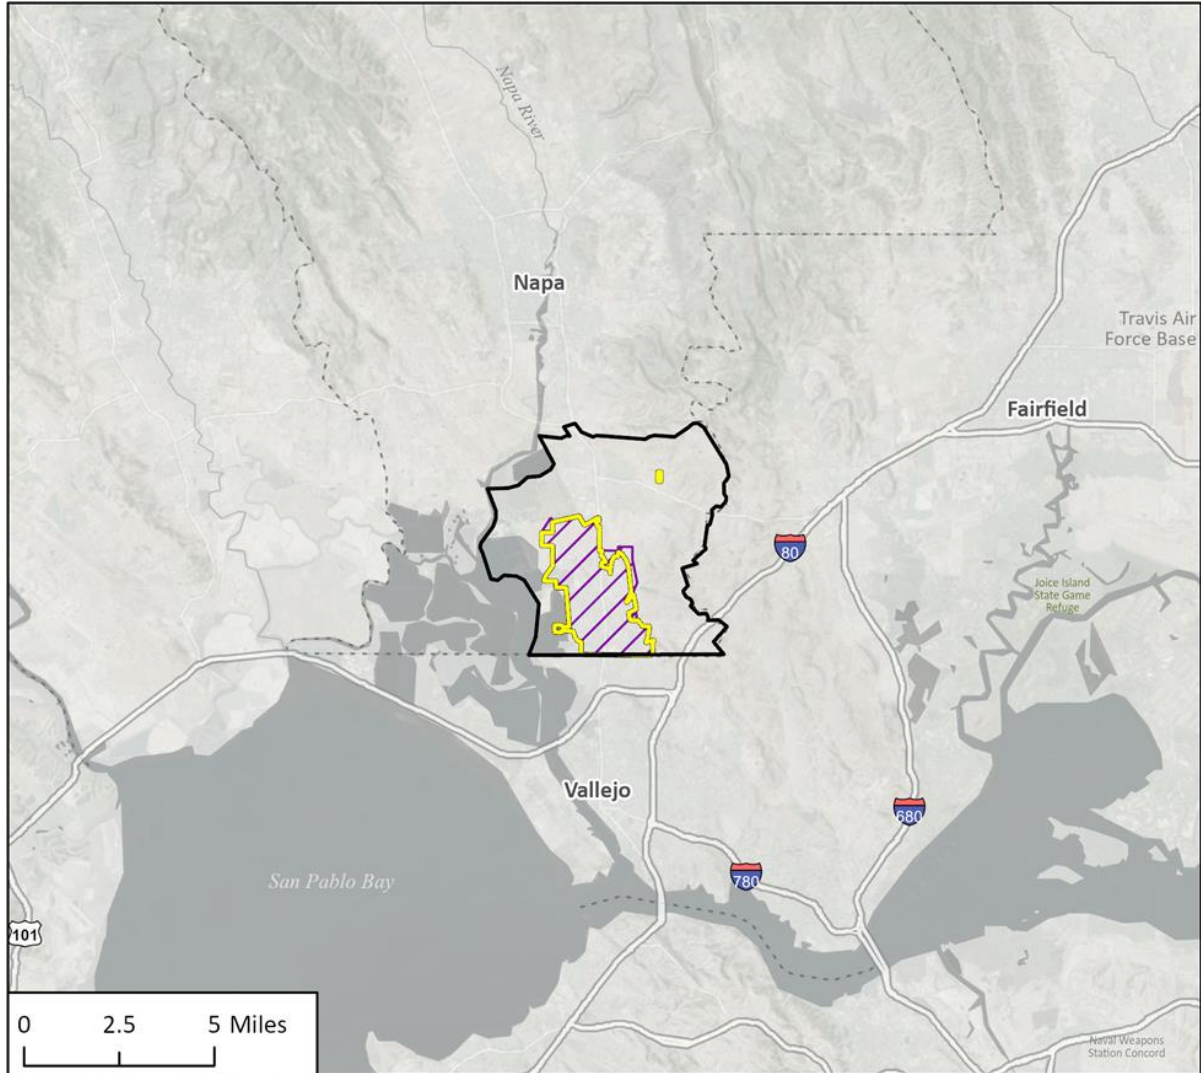 Napa River
Napa
Travis Air
Force Base
Fairfield
80
Joice Island
State Game
Refuge
Vallejo
680
San Pablo Bay
780
101
0 2.5 5 Miles
Naval Weapons
Station Concord